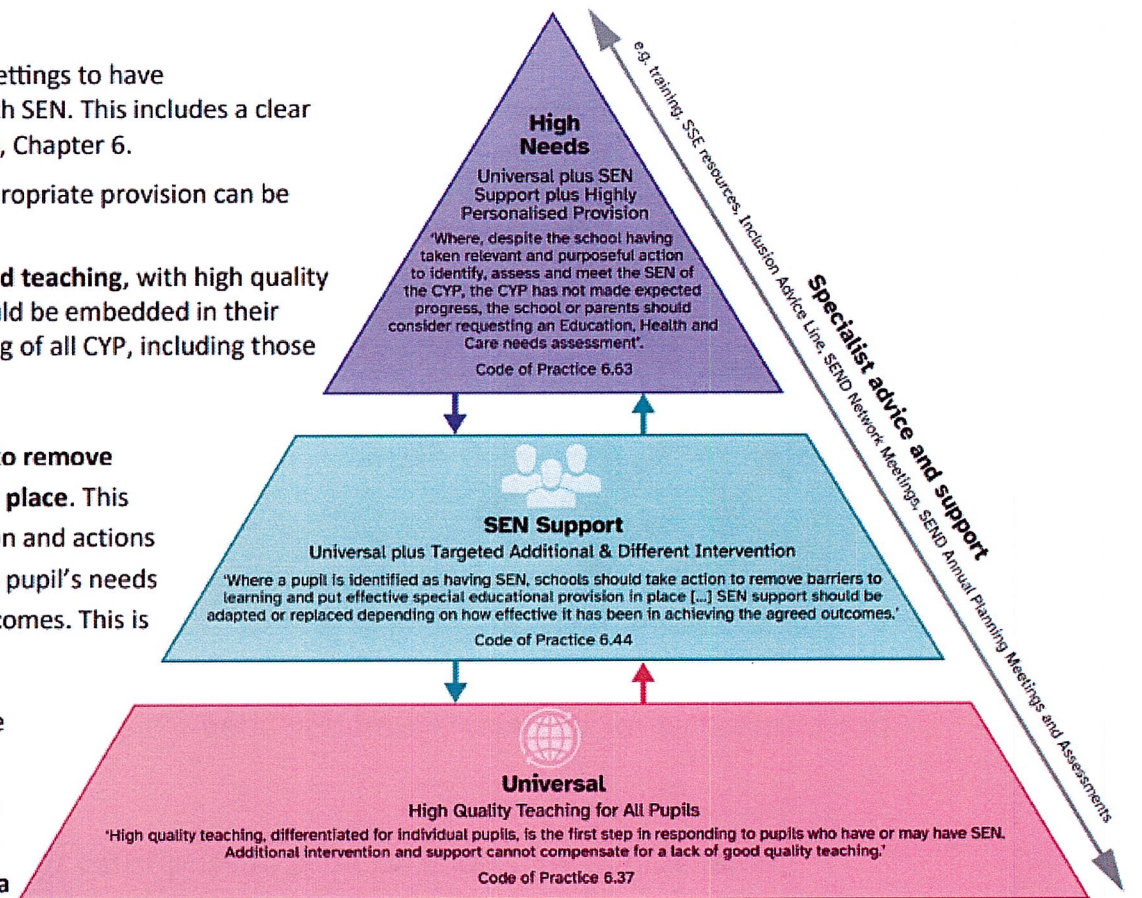 ettings to have
h SEN. This includes a clear
, Chapter 6.
ropriate provision can be
d teaching, with high quality
uld be embedded in their
g of all CYP, including those
to remove
place. This
n and actions
pupil's needs
comes. This is
e
a
High
Needs
Universal plus SEN
Support plus Highly
Personalised Provision
'Where, despite the school having
taken relevant and purposeful action
to identify, assess and meet the SEN of
the CYP, the CYP has not made expected
progress, the school or parents should
consider requesting an Education, Health and
Care needs assessment'.
Code of Practice 6.63
SEN Support
Universal plus Targeted Additional & Different Intervention
'Where a pupil is identified as having SEN, schools should take action to remove barriers to
learning and put effective special educational provision in place [...] SEN support should be
adapted or replaced depending on how effective it has been in achieving the agreed outcomes.'
Code of Practice 6.44
Universal
High Quality Teaching for All Pupils
'High quality teaching, differentiated for individual pupils, is the first step in responding to pupils who have or may have SEN.
Additional intervention and support cannot compensate for a lack of good quality teaching.'
Code of Practice 6.37
Specialist advice and support
e.g. training, SSE resources, Inclusion Advice Line, SEND Network Meetings, SEND Annual Planning Meetings and Assessments